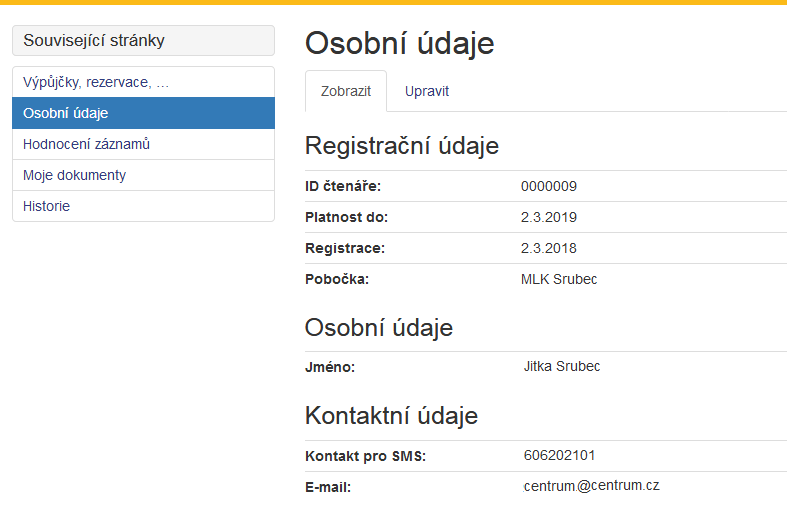 Související stránky
Výpůjčky, rezervace, ...
Osobní údaje
Hodnocení záznamů
Moje dokumenty
Historie
Osobní údaje
Zobrazit Upravit
Registrační údaje
ID čtenáře: 0000009
Platnost do: 2.3.2019
Registrace: 2.3.2018
Pobočka: MLK Srubec
Osobní údaje
Jméno: Jitka Srubec
Kontaktní údaje
Kontakt pro SMS: 606202101
E-mail: centrum.@centrum.cz